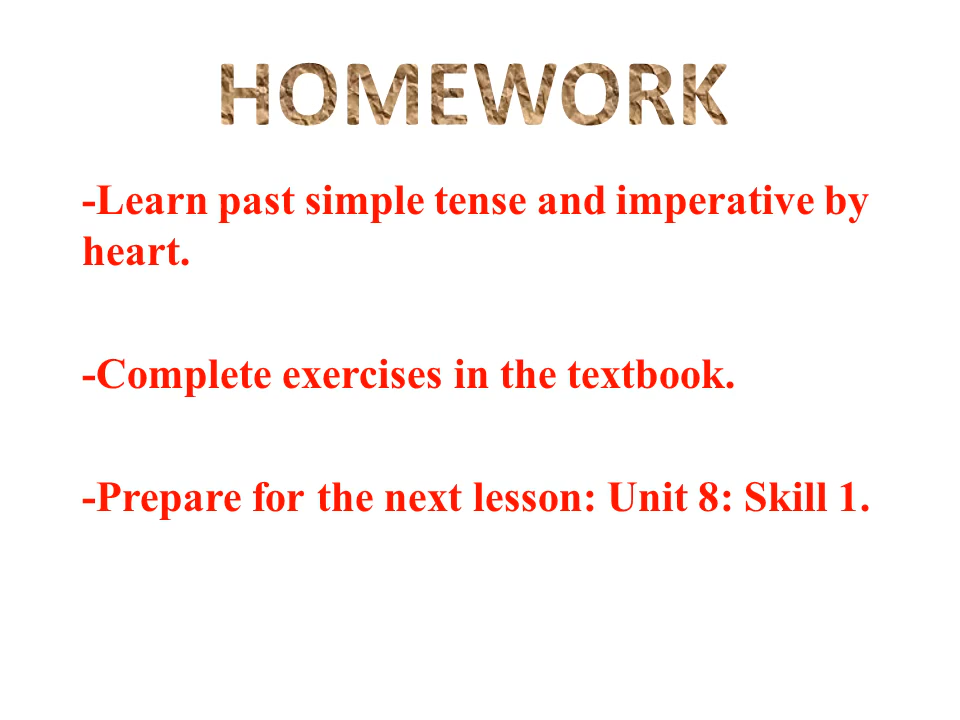 HOMEWORK
-Learn past simple tense and imperative by
heart.
-Complete exercises in the textbook.
-Prepare for the next lesson: Unit 8: Skill 1.